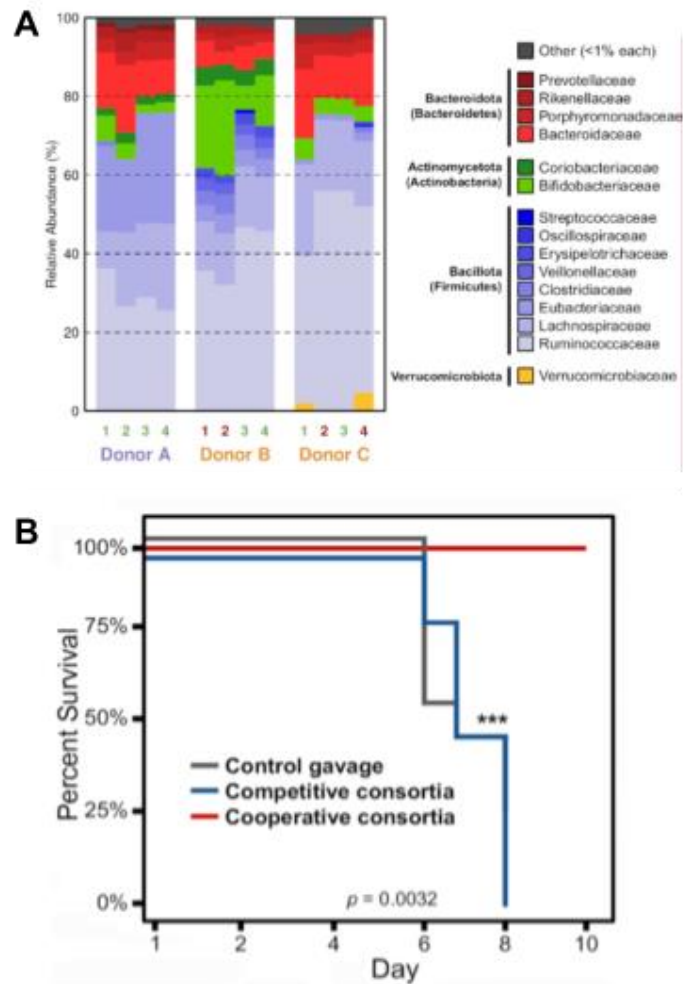 A
100
80
60
40
20
0
Relative Abundance (%)
1 2 3 4
1 2 3 4
1 2 3 4
Donor A
Donor B
Donor C
Other (<1% each)
Bacteroidota
(Bacteroidetes)
Prevotellaceae
Rikenellaceae
Porphyromonadaceae
Bacteroidaceae
Actinomycetota
(Actinobacteria)
Coriobacteriaceae
Bifidobacteriaceae
Bacillota
(Firmicutes)
Streptococcaceae
Oscillospiraceae
Erysipelotrichaceae
Veillonellaceae
Clostridiaceae
Eubacteriaceae
Lachnospiraceae
Ruminococcaceae
Verrucomicrobiota
Verrucomicrobiaceae
B
100%
75%
50%
25%
0%
Percent Survival
***
Control gavage
Competitive consortia
Cooperative consortia
p = 0.0032
1 2 4 6 8 10
Day